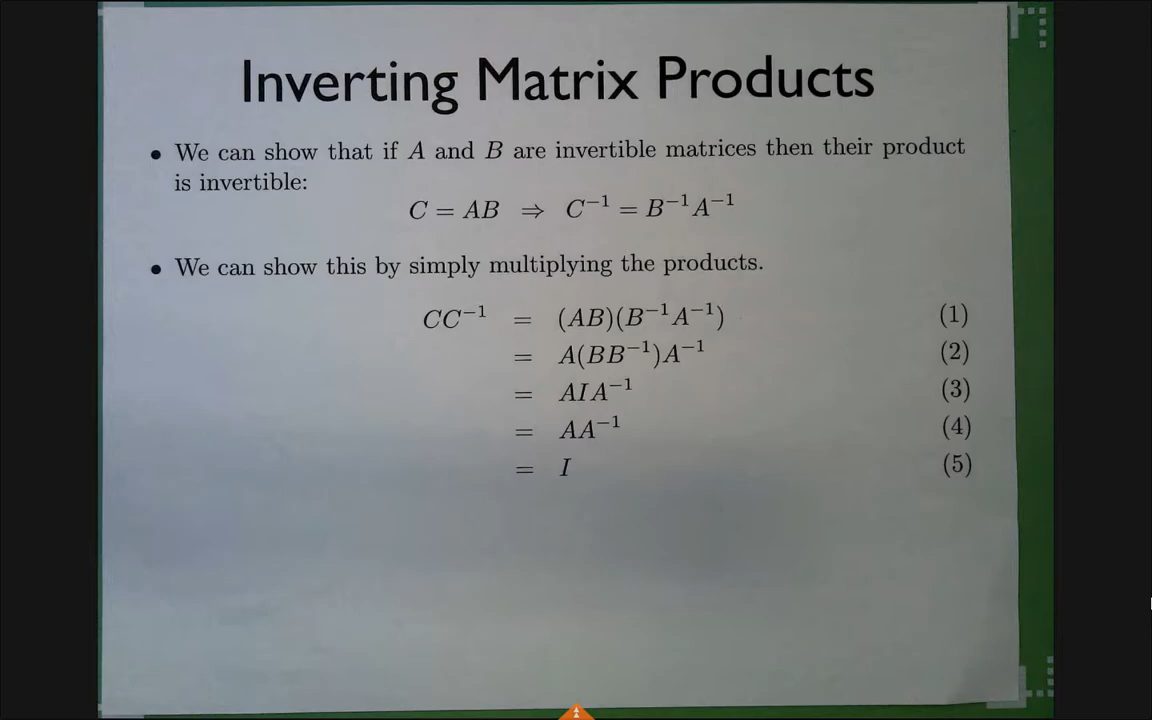 Inverting Matrix Products
• We can show that if A and B are invertible matrices then their product
is invertible:
C = AB ⇒ C⁻¹ = B⁻¹A⁻¹
• We can show this by simply multiplying the products.
CC⁻¹ = (AB)(B⁻¹A⁻¹) (1)
= A(BB⁻¹)A⁻¹ (2)
= AIA⁻¹ (3)
= AA⁻¹ (4)
= I (5)